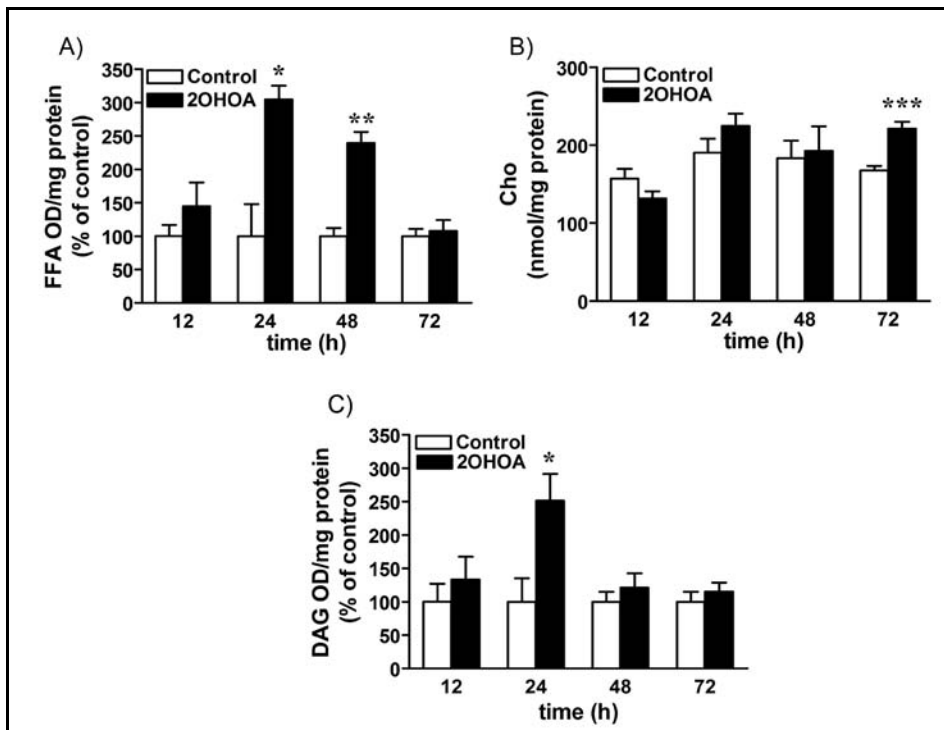 A)
FFA OD/mg protein
(% of control)
350
300
250
200
150
100
50
0
Control
2OHOA
*
**
12 24 48 72
time (h)
B)
Cho
(nmol/mg protein)
300
200
100
0
Control
2OHOA
***
12 24 48 72
time (h)
C)
DAG OD/mg protein
(% of control)
350
300
250
200
150
100
50
0
Control
2OHOA
*
12 24 48 72
time (h)